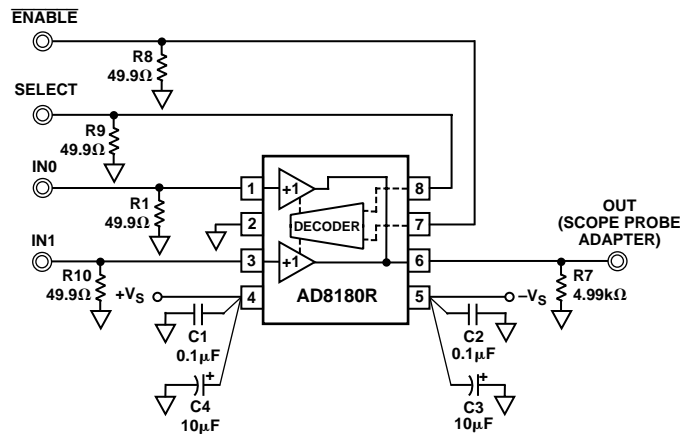 ENABLE
R8
49.9Ω
SELECT
R9
49.9Ω
IN0
R1
49.9Ω
IN1
R10
49.9Ω
+VS
C1
0.1μF
C4
10μF
+
1
2
3
4
+1
+1
DECODER
AD8180R
8
7
6
5
OUT
(SCOPE PROBE
ADAPTER)
R7
4.99kΩ
–VS
C2
0.1μF
+
C3
10μF